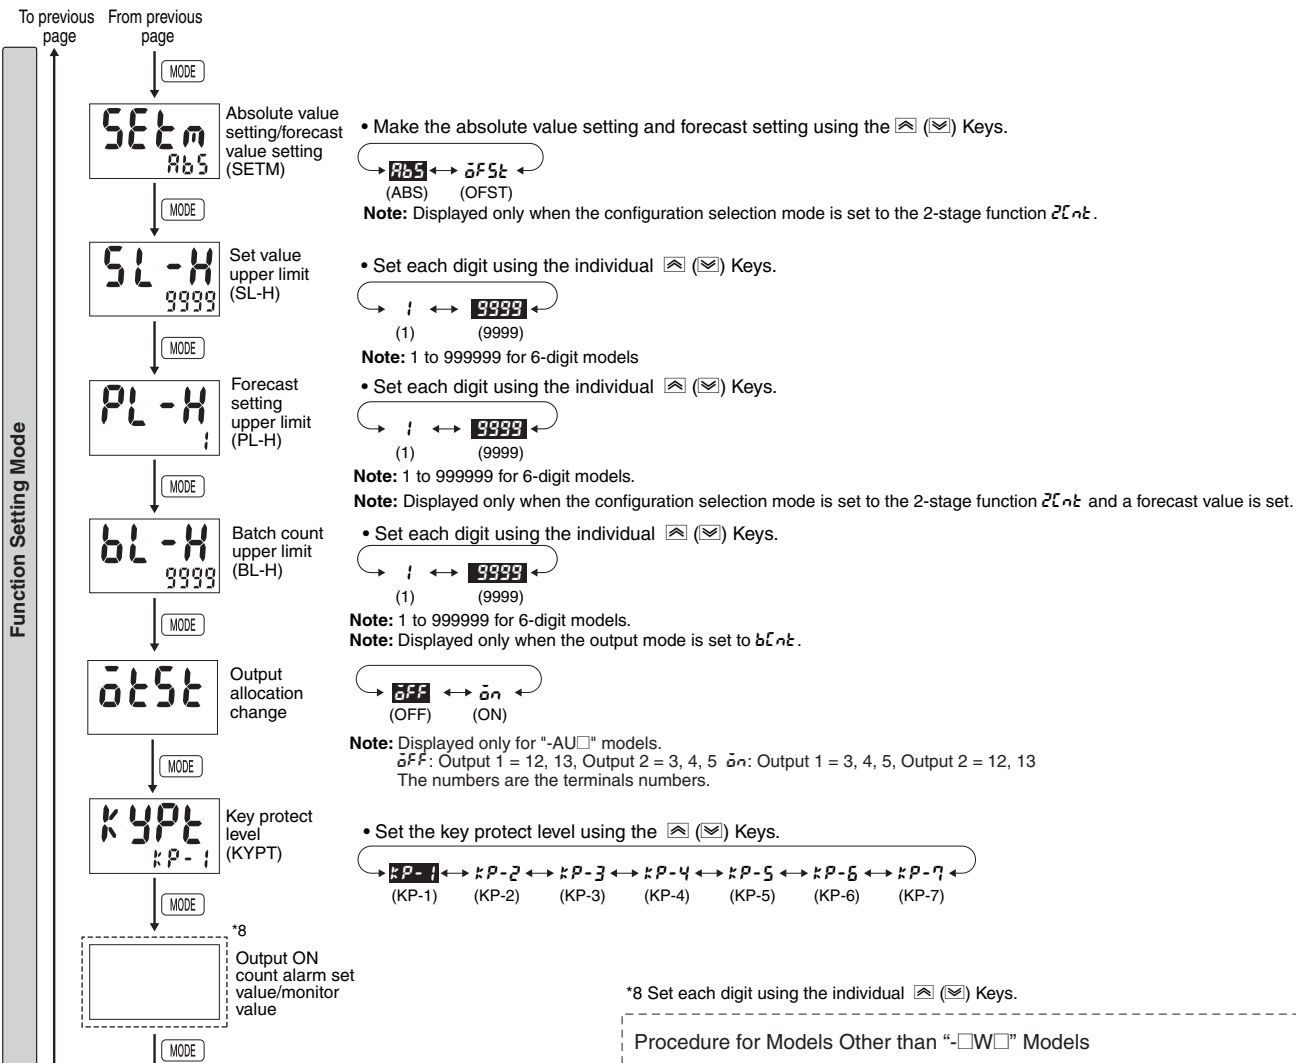 To previous page
From previous page
Function Setting Mode
MODE
SEtm
AbS
Absolute value
setting/forecast
value setting
(SETM)
• Make the absolute value setting and forecast setting using the (  ) Keys.
AbS ōFSt
(ABS) (OFST)
Note: Displayed only when the configuration selection mode is set to the 2-stage function 2Cnt.
MODE
SL-H
9999
Set value
upper limit
(SL-H)
• Set each digit using the individual (  ) Keys.
1 9999
(1) (9999)
Note: 1 to 999999 for 6-digit models
MODE
PL-H
1
Forecast
setting
upper limit
(PL-H)
• Set each digit using the individual (  ) Keys.
1 9999
(1) (9999)
Note: 1 to 999999 for 6-digit models.
Note: Displayed only when the configuration selection mode is set to the 2-stage function 2Cnt and a forecast value is set.
MODE
bL-H
9999
Batch count
upper limit
(BL-H)
• Set each digit using the individual (  ) Keys.
1 9999
(1) (9999)
Note: 1 to 999999 for 6-digit models.
Note: Displayed only when the output mode is set to bCnt.
MODE
ōtSt
Output
allocation
change
ōFF ōn
(OFF) (ON)
Note: Displayed only for "-AU□" models.
ōFF: Output 1 = 12, 13, Output 2 = 3, 4, 5 ōn: Output 1 = 3, 4, 5, Output 2 = 12, 13
The numbers are the terminals numbers.
MODE
KYPt
KP-1
Key protect
level
(KYPT)
• Set the key protect level using the (  ) Keys.
KP-1 KP-2 KP-3 KP-4 KP-5 KP-6 KP-7
(KP-1) (KP-2) (KP-3) (KP-4) (KP-5) (KP-6) (KP-7)
MODE
*8
Output ON
count alarm set
value/monitor
value
MODE
*8 Set each digit using the individual (  ) Keys.
Procedure for Models Other than “-□W□” Models